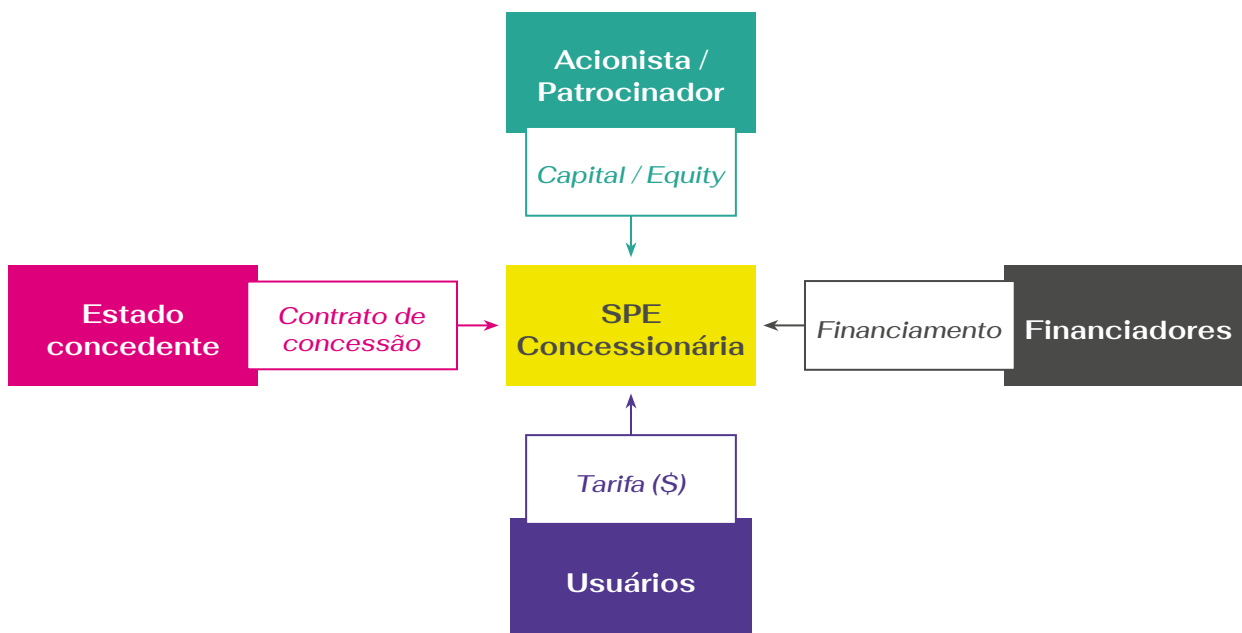 Acionista /
Patrocinador
Capital / Equity
Estado
concedente
Contrato de
concessão
SPE
Concessionária
Financiamento
Financiadores
Tarifa ($)
Usuários